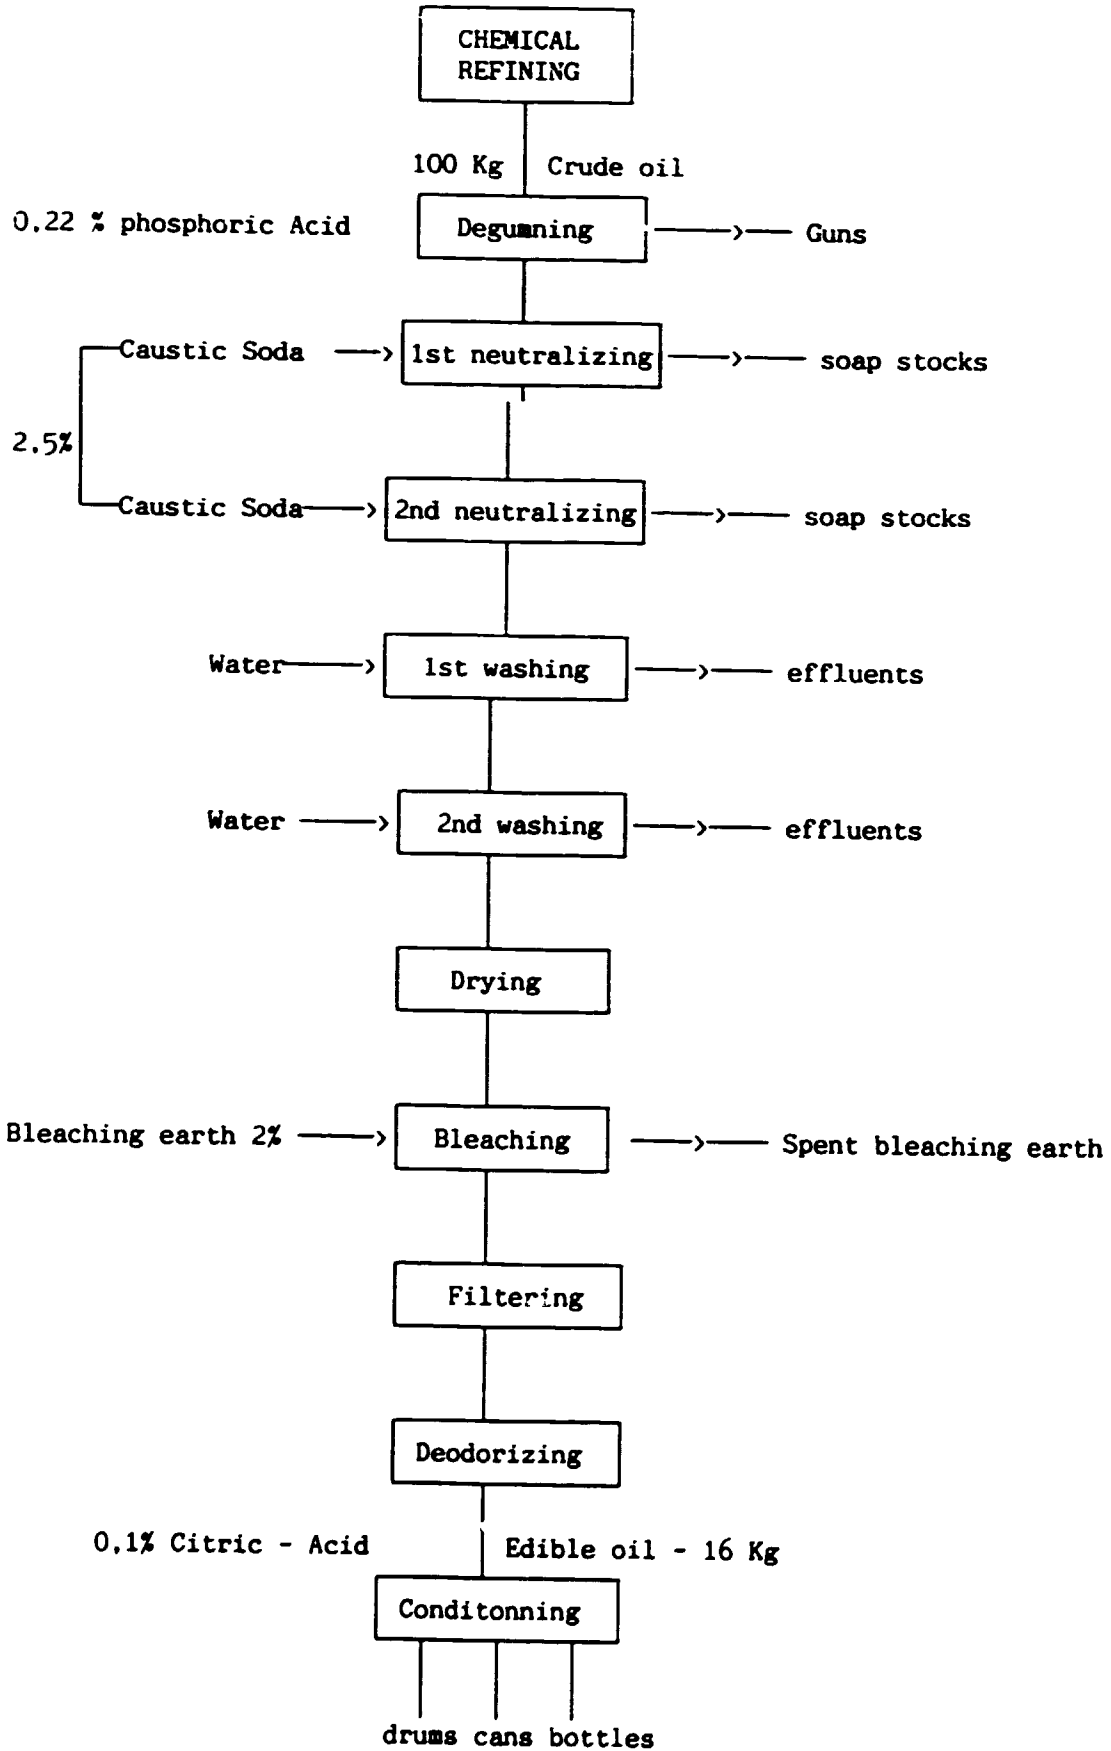 CHEMICAL
REFINING
100 Kg Crude oil
0.22 % phosphoric Acid Degumning Guns
Caustic Soda 1st neutralizing soap stocks
2.5%
Caustic Soda 2nd neutralizing soap stocks
Water 1st washing effluents
Water 2nd washing effluents
Drying
Bleaching earth 2% Bleaching Spent bleaching earth
Filtering
Deodorizing
0.1% Citric - Acid Edible oil - 16 Kg
Conditonning
drums cans bottles